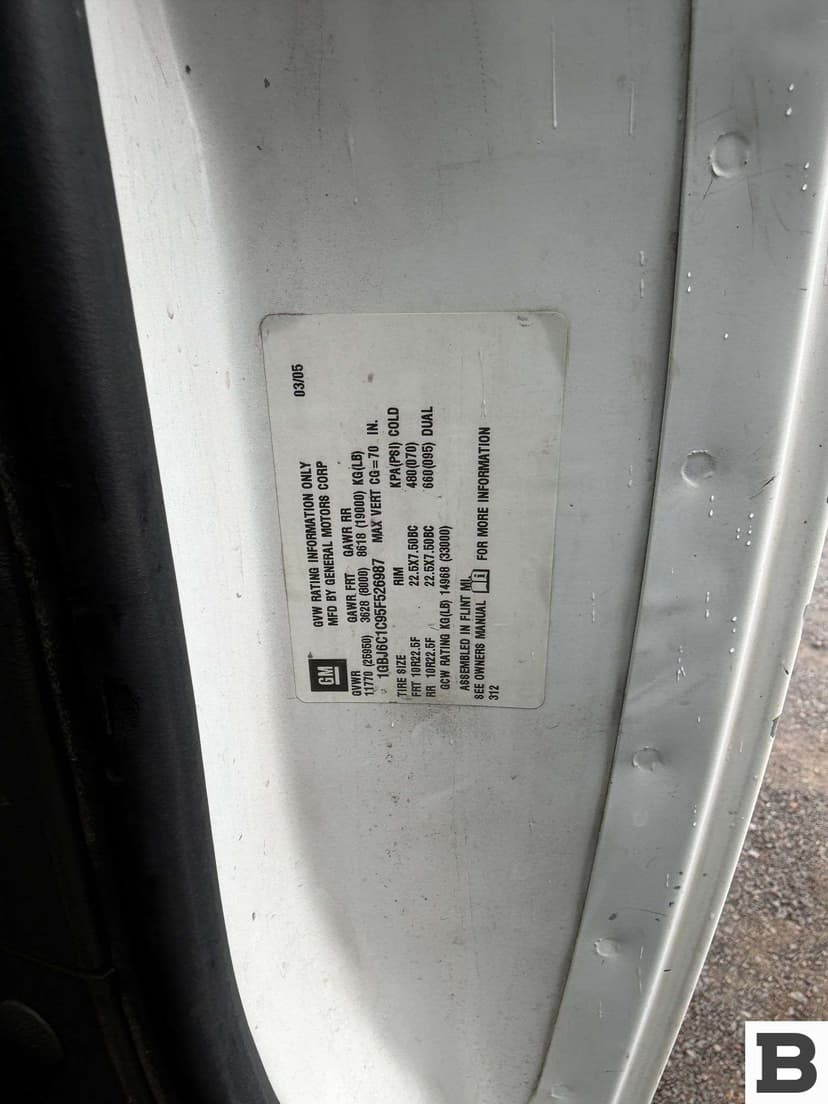 GVW RATING INFORMATION ONLY
03/05
MFD BY GENERAL MOTORS CORP
GM
GVWR GAWR FRT GAWR RR
11770 (25950) 3628 (8000) 8618 (19000) KG(LB)
1GBJ6C1C95F526987 MAX VERT CG=70 IN.
TIRE SIZE RIM KPA(PSI) COLD
FRT 10R22.5F 22.5X7.50BC 480(070)
RR 10R22.5F 22.5X7.50BC 660(095) DUAL
GCW RATING KG(LB) 14968 (33000)
ASSEMBLED IN FLINT MI.
SEE OWNERS MANUAL i FOR MORE INFORMATION
312
B